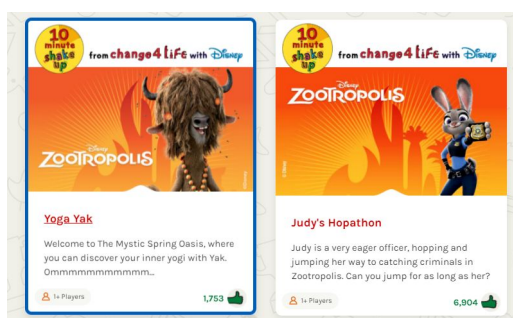 10
minute
shake
up
from change4Life with Disney
Disney
ZOOTROPOLIS
Yoga Yak
Welcome to The Mystic Spring Oasis, where
you can discover your inner yogi with Yak.
Ommmmmmmmmmm...
1+ Players
1,753
10
minute
shake
up
from change4Life with Disney
Disney
ZOOTROPOLIS
Judy's Hopathon
Judy is a very eager officer, hopping and
jumping her way to catching criminals in
Zootropolis. Can you jump for as long as her?
1+ Players
6,904